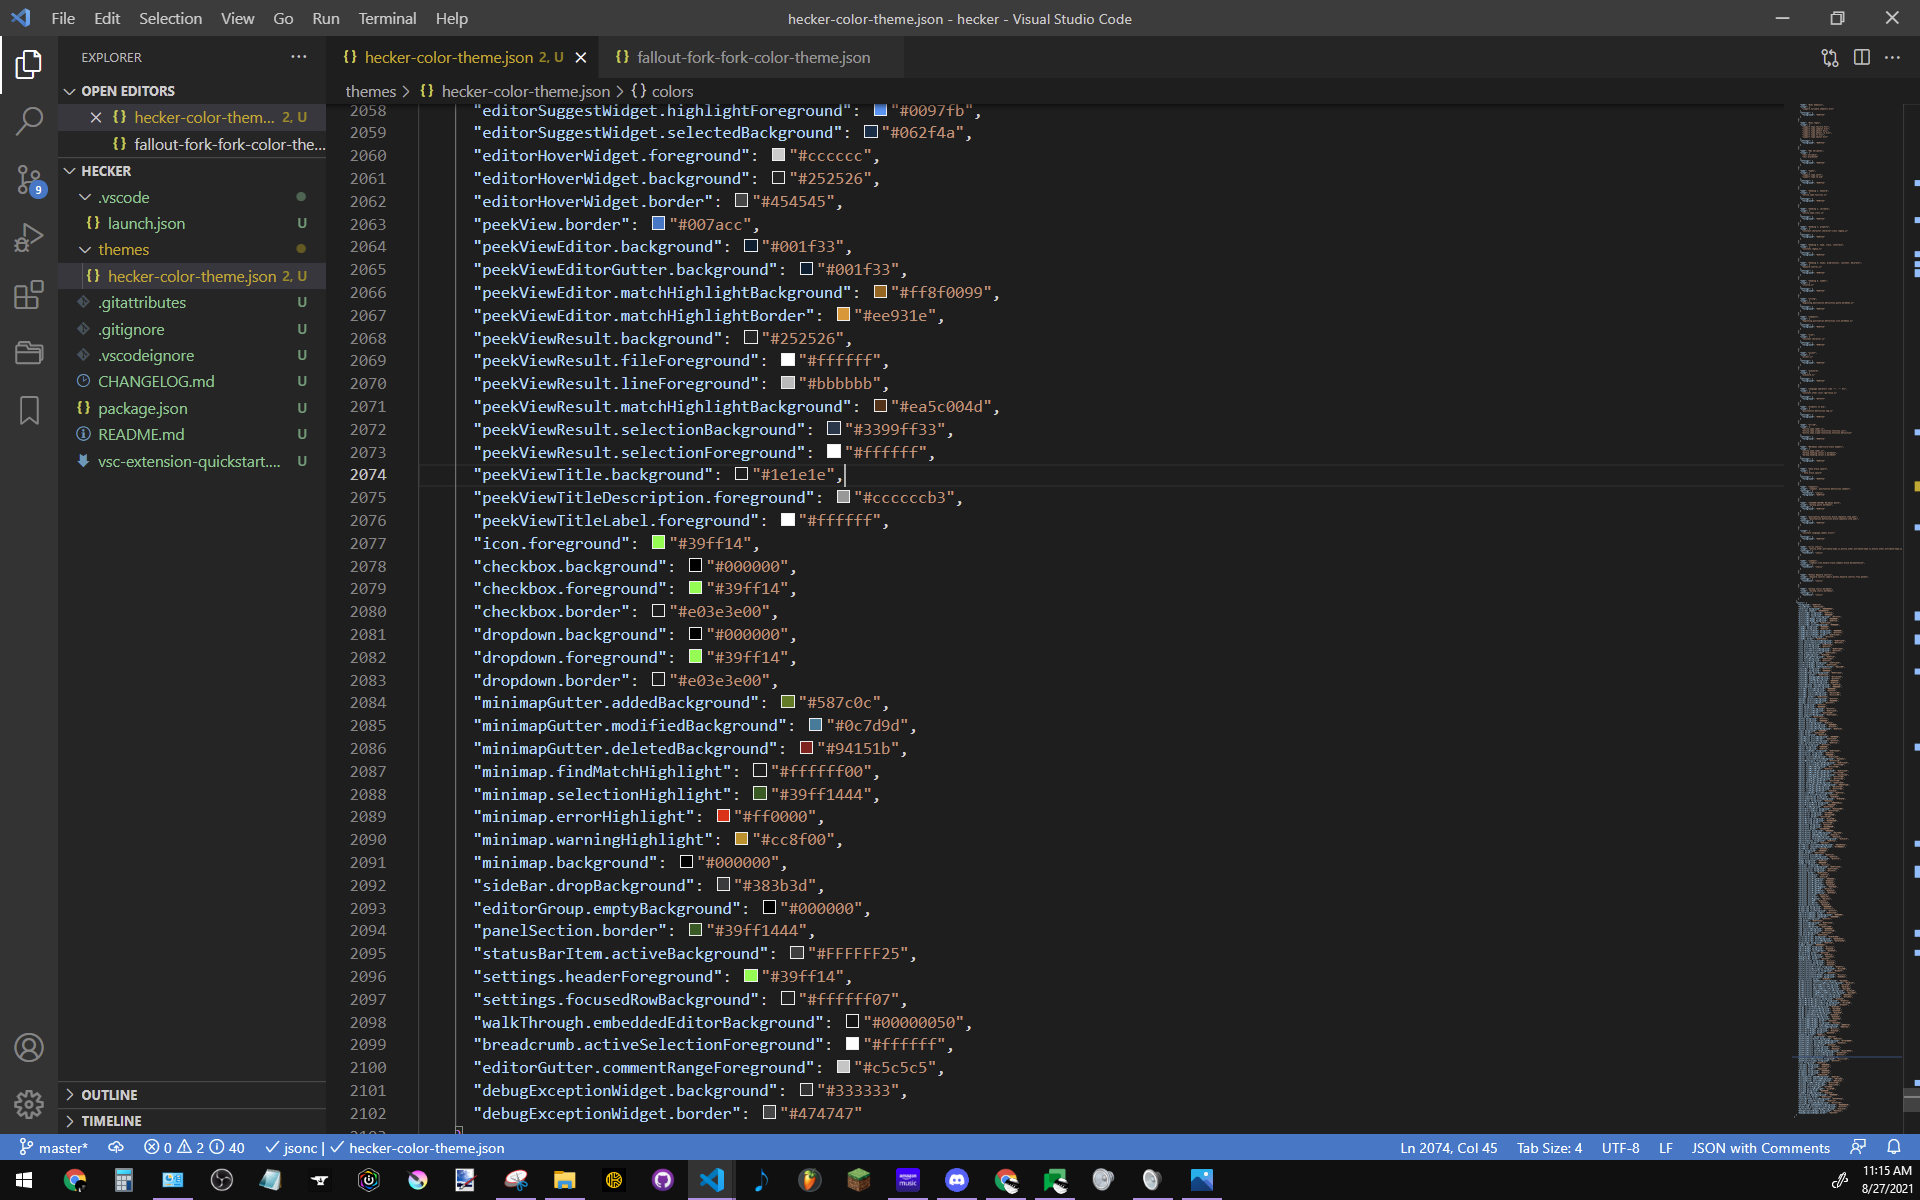 File Edit Selection View Go Run Terminal Help
hecker-color-theme.json - hecker - Visual Studio Code
EXPLORER
hecker-color-theme.json 2, U
fallout-fork-fork-color-theme.json
themes > {} hecker-color-theme.json > {} colors
OPEN EDITORS
{} hecker-color-them... 2, U
{} fallout-fork-fork-color-the...
HECKER
.vscode
{} launch.json U
themes
{} hecker-color-theme.json 2, U
.gitattributes U
.gitignore U
.vscodeignore U
CHANGELOG.md U
{} package.json U
README.md U
vsc-extension-quickstart.... U
OUTLINE
TIMELINE
9
2058 "editorSuggestWidget.highlightForeground": "#0097fb",
2059 "editorSuggestWidget.selectedBackground": "#062f4a",
2060 "editorHoverWidget.foreground": "#cccccc",
2061 "editorHoverWidget.background": "#252526",
2062 "editorHoverWidget.border": "#454545",
2063 "peekView.border": "#007acc",
2064 "peekViewEditor.background": "#001f33",
2065 "peekViewEditorGutter.background": "#001f33",
2066 "peekViewEditor.matchHighlightBackground": "#ff8f0099",
2067 "peekViewEditor.matchHighlightBorder": "#ee931e",
2068 "peekViewResult.background": "#252526",
2069 "peekViewResult.fileForeground": "#ffffff",
2070 "peekViewResult.lineForeground": "#bbbbbb",
2071 "peekViewResult.matchHighlightBackground": "#ea5c004d",
2072 "peekViewResult.selectionBackground": "#3399ff33",
2073 "peekViewResult.selectionForeground": "#ffffff",
2074 "peekViewTitle.background": "#1e1e1e",
2075 "peekViewTitleDescription.foreground": "#ccccccb3",
2076 "peekViewTitleLabel.foreground": "#ffffff",
2077 "icon.foreground": "#39ff14",
2078 "checkbox.background": "#000000",
2079 "checkbox.foreground": "#39ff14",
2080 "checkbox.border": "#e03e3e00",
2081 "dropdown.background": "#000000",
2082 "dropdown.foreground": "#39ff14",
2083 "dropdown.border": "#e03e3e00",
2084 "minimapGutter.addedBackground": "#587c0c",
2085 "minimapGutter.modifiedBackground": "#0c7d9d",
2086 "minimapGutter.deletedBackground": "#94151b",
2087 "minimap.findMatchHighlight": "#ffffff00",
2088 "minimap.selectionHighlight": "#39ff1444",
2089 "minimap.errorHighlight": "#ff0000",
2090 "minimap.warningHighlight": "#cc8f00",
2091 "minimap.background": "#000000",
2092 "sideBar.dropBackground": "#383b3d",
2093 "editorGroup.emptyBackground": "#000000",
2094 "panelSection.border": "#39ff1444",
2095 "statusBarItem.activeBackground": "#FFFFFF25",
2096 "settings.headerForeground": "#39ff14",
2097 "settings.focusedRowBackground": "#ffffff07",
2098 "walkThrough.embeddedEditorBackground": "#00000050",
2099 "breadcrumb.activeSelectionForeground": "#ffffff",
2100 "editorGutter.commentRangeForeground": "#c5c5c5",
2101 "debugExceptionWidget.background": "#333333",
2102 "debugExceptionWidget.border": "#474747"
master* 0 2 40 jsonc | hecker-color-theme.json
Ln 2074, Col 45 Tab Size: 4 UTF-8 LF JSON with Comments
11:15 AM
8/27/2021